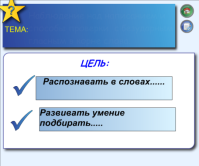 ?
ТЕМА:
ЦЕЛЬ:
Распознавать в словах......
Развивать умение
подбирать.....